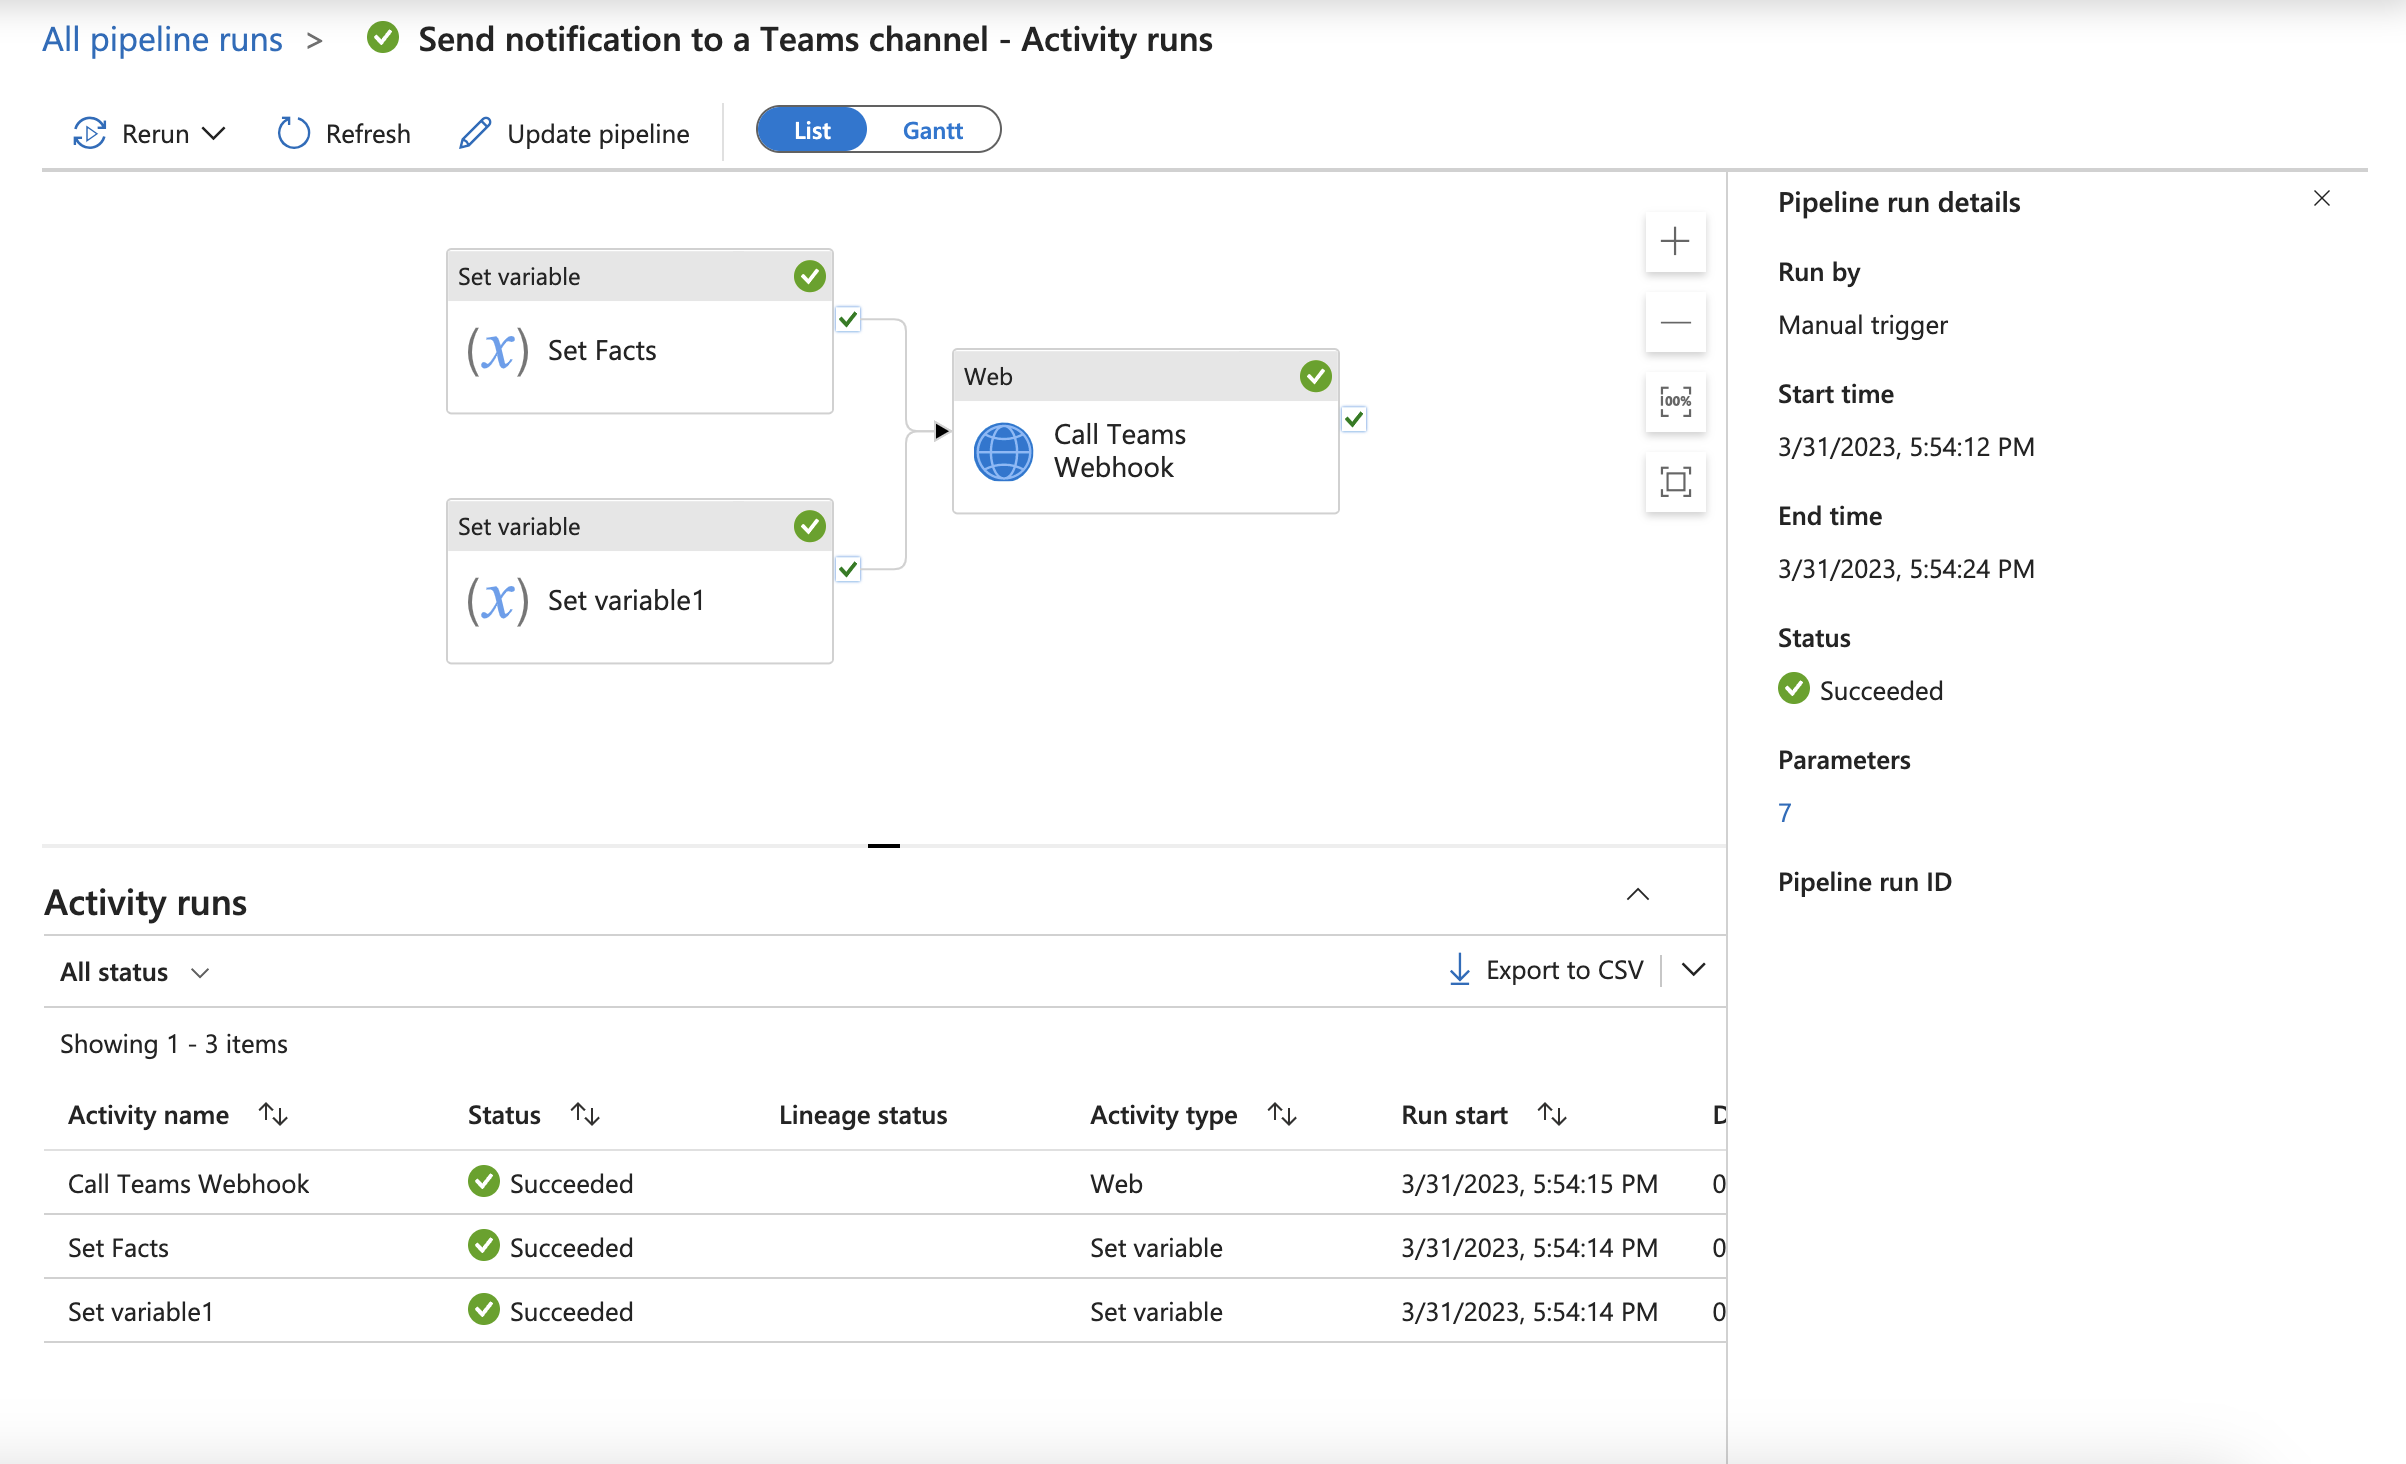 All pipeline runs > Send notification to a Teams channel - Activity runs
Rerun Refresh Update pipeline List Gantt
Set variable
(x) Set Facts
Web
Call Teams
Webhook
Set variable
(x) Set variable1
100%
Pipeline run details
Run by
Manual trigger
Start time
3/31/2023, 5:54:12 PM
End time
3/31/2023, 5:54:24 PM
Status
Succeeded
Parameters
7
Pipeline run ID
Activity runs
All status Export to CSV
Showing 1 - 3 items
Activity name Status Lineage status Activity type Run start
Call Teams Webhook Succeeded Web 3/31/2023, 5:54:15 PM 0
Set Facts Succeeded Set variable 3/31/2023, 5:54:14 PM 0
Set variable1 Succeeded Set variable 3/31/2023, 5:54:14 PM 0